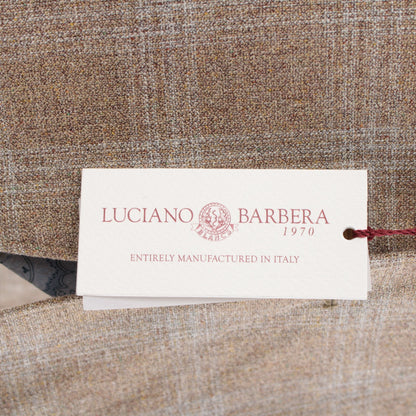 LUCIANO BARBERA
1970
ENTIRELY MANUFACTURED IN ITALY